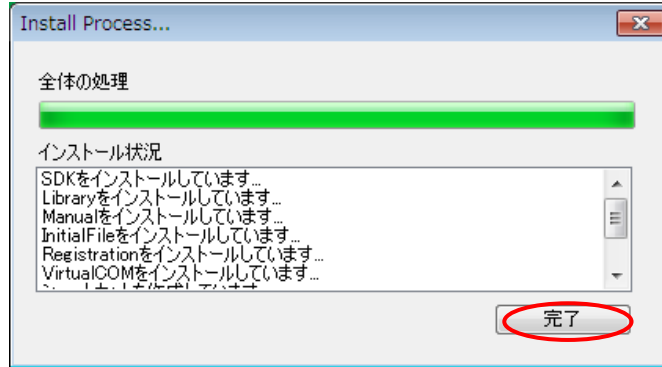 Install Process...
全体の処理
インストール状況
SDKをインストールしています...
Libraryをインストールしています...
Manualをインストールしています...
InitialFileをインストールしています...
Registrationをインストールしています...
VirtualCOMをインストールしています...
完了